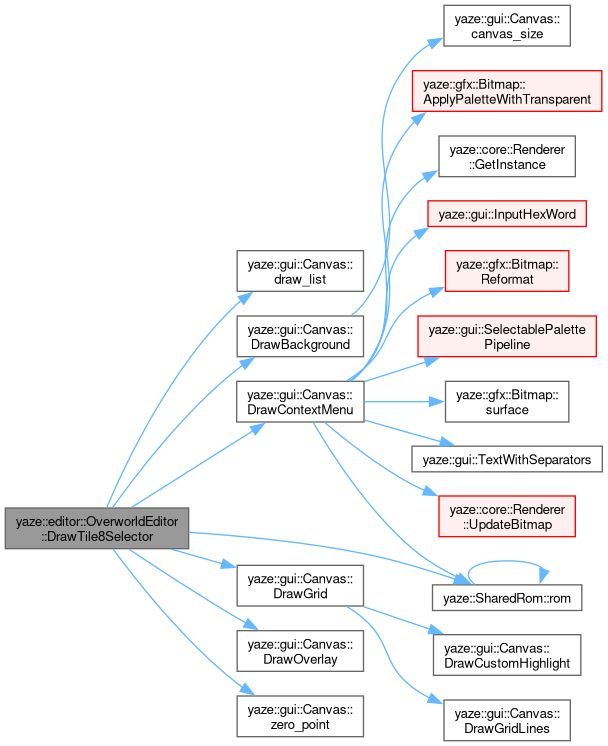 yaze::gui::Canvas::
canvas_size
yaze::gfx::Bitmap::
ApplyPaletteWithTransparent
yaze::core::Renderer
::GetInstance
yaze::gui::InputHexWord
yaze::gui::Canvas::
draw_list
yaze::gfx::Bitmap::
Reformat
yaze::gui::Canvas::
DrawBackground
yaze::gui::SelectablePalette
Pipeline
yaze::gui::Canvas::
DrawContextMenu
yaze::gfx::Bitmap::
surface
yaze::gui::TextWithSeparators
yaze::core::Renderer
::UpdateBitmap
yaze::editor::OverworldEditor
::DrawTile8Selector
yaze::gui::Canvas::
DrawGrid
yaze::SharedRom::rom
yaze::gui::Canvas::
DrawOverlay
yaze::gui::Canvas::
DrawCustomHighlight
yaze::gui::Canvas::
zero_point
yaze::gui::Canvas::
DrawGridLines